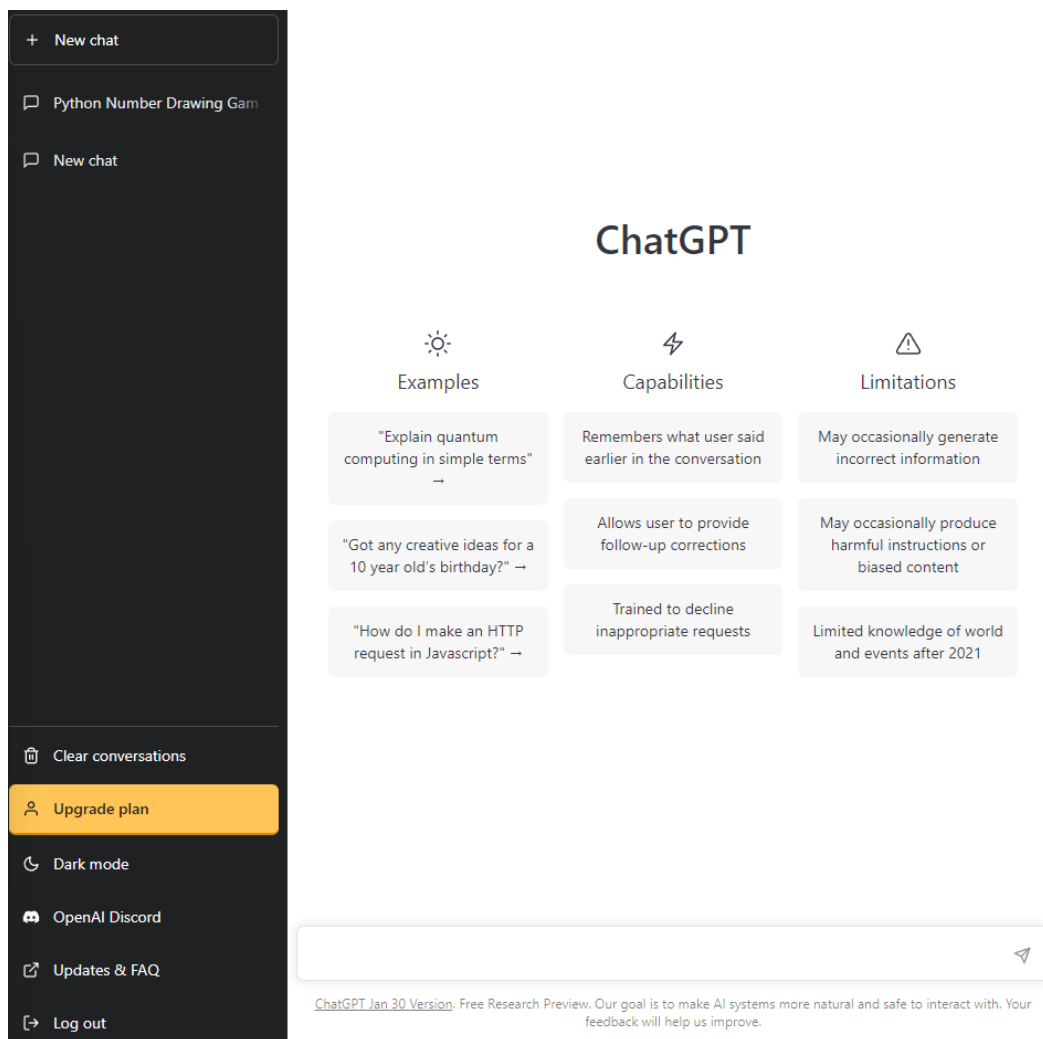 New chat
Python Number Drawing Gam
New chat
Clear conversations
Upgrade plan
Dark mode
OpenAI Discord
Updates & FAQ
Log out
ChatGPT
Examples
"Explain quantum
computing in simple terms"
→
"Got any creative ideas for a
10 year old's birthday?" →
"How do I make an HTTP
request in Javascript?" →
Capabilities
Remembers what user said
earlier in the conversation
Allows user to provide
follow-up corrections
Trained to decline
inappropriate requests
Limitations
May occasionally generate
incorrect information
May occasionally produce
harmful instructions or
biased content
Limited knowledge of world
and events after 2021
ChatGPT Jan 30 Version. Free Research Preview. Our goal is to make AI systems more natural and safe to interact with. Your
feedback will help us improve.